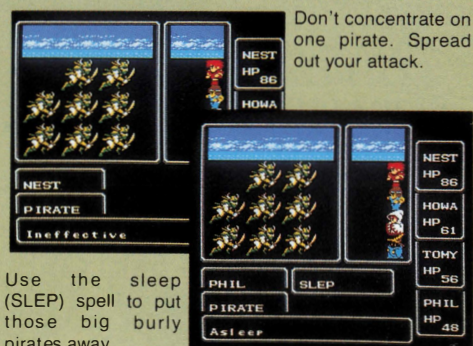 Don't concentrate on
one pirate. Spread
out your attack.
NEST
HP
86
HOWA
NEST
PIRATE
Ineffective
NEST
HP
86
HOWA
HP
61
TOMY
HP
56
PHIL
HP
48
PHIL
SLEP
PIRATE
Asleep
Use the sleep
(SLEP) spell to put
those big burly
pirates away.